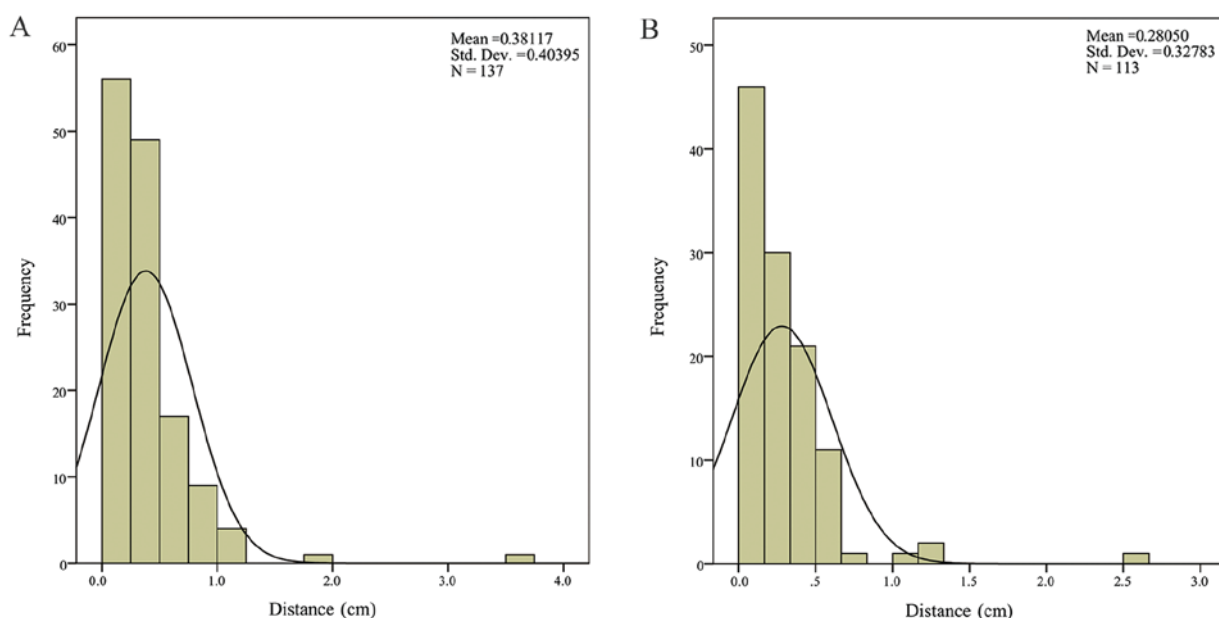 A
Mean =0.38117
Std. Dev. =0.40395
N = 137
60
50
40
30
20
10
0
Frequency
0.0 1.0 2.0 3.0 4.0
Distance (cm)
B
Mean =0.28050
Std. Dev. =0.32783
N = 113
50
40
30
20
10
0
Frequency
0.0 .5 1.0 1.5 2.0 2.5 3.0
Distance (cm)